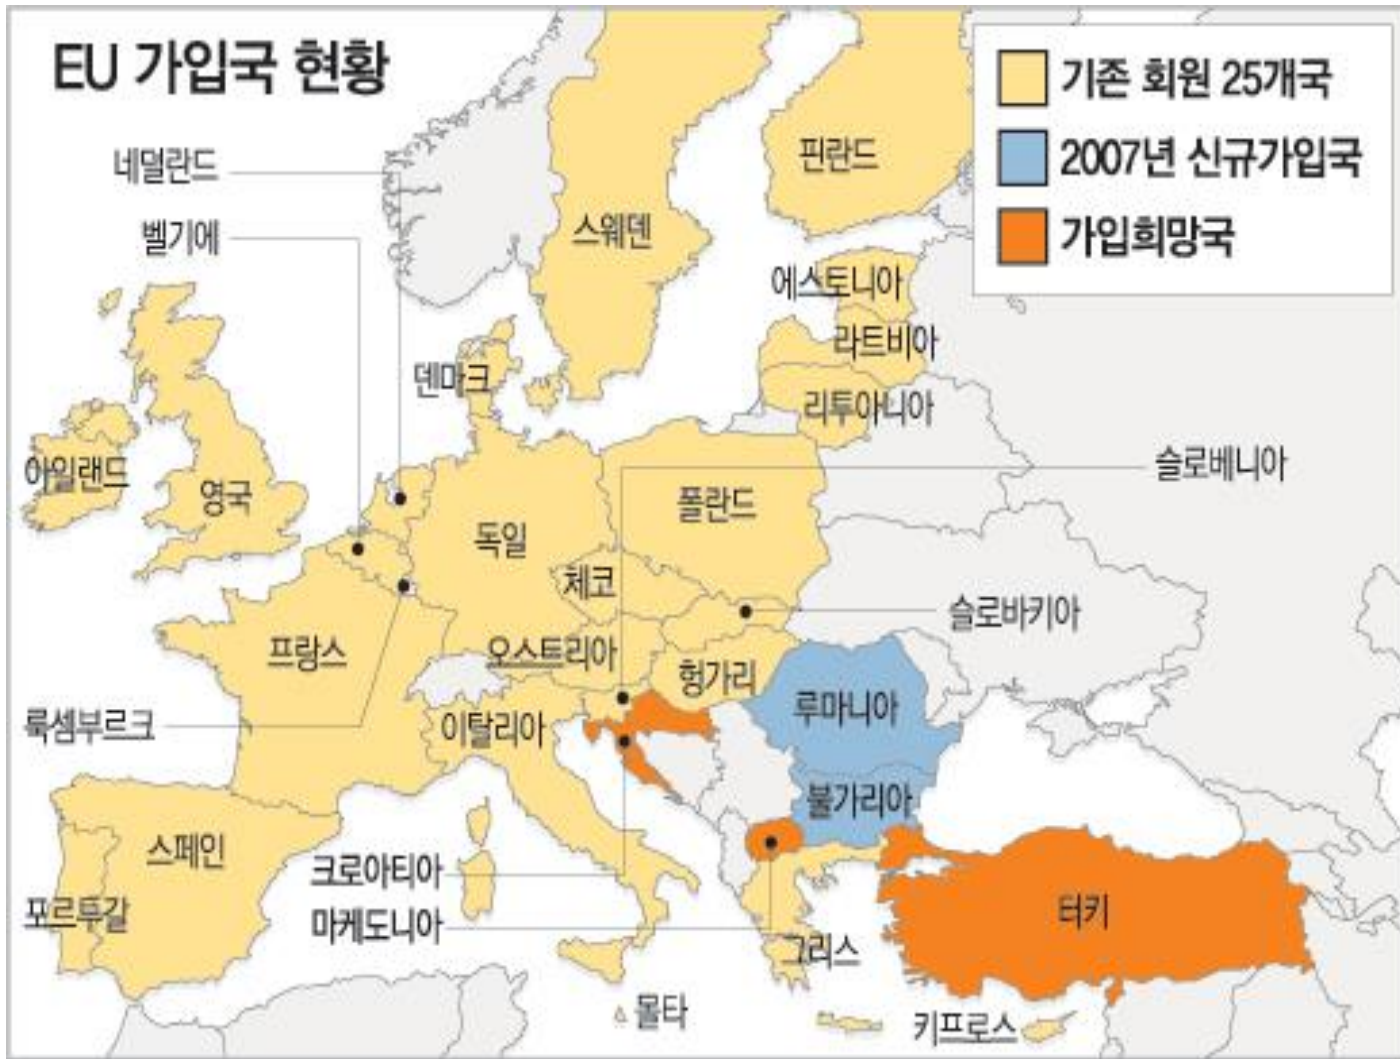 EU 가입국 현황
기존 회원 25개국
2007년 신규가입국
가입희망국
네덜란드
벨기에
핀란드
스웨덴
에스토니아
라트비아
덴마크
리투아니아
아일랜드
영국
슬로베니아
폴란드
독일
체코
슬로바키아
프랑스
오스트리아
헝가리
룩셈부르크
이탈리아
루마니아
불가리아
스페인
크로아티아
포르투갈
마케도니아
터키
그리스
몰타
키프로스